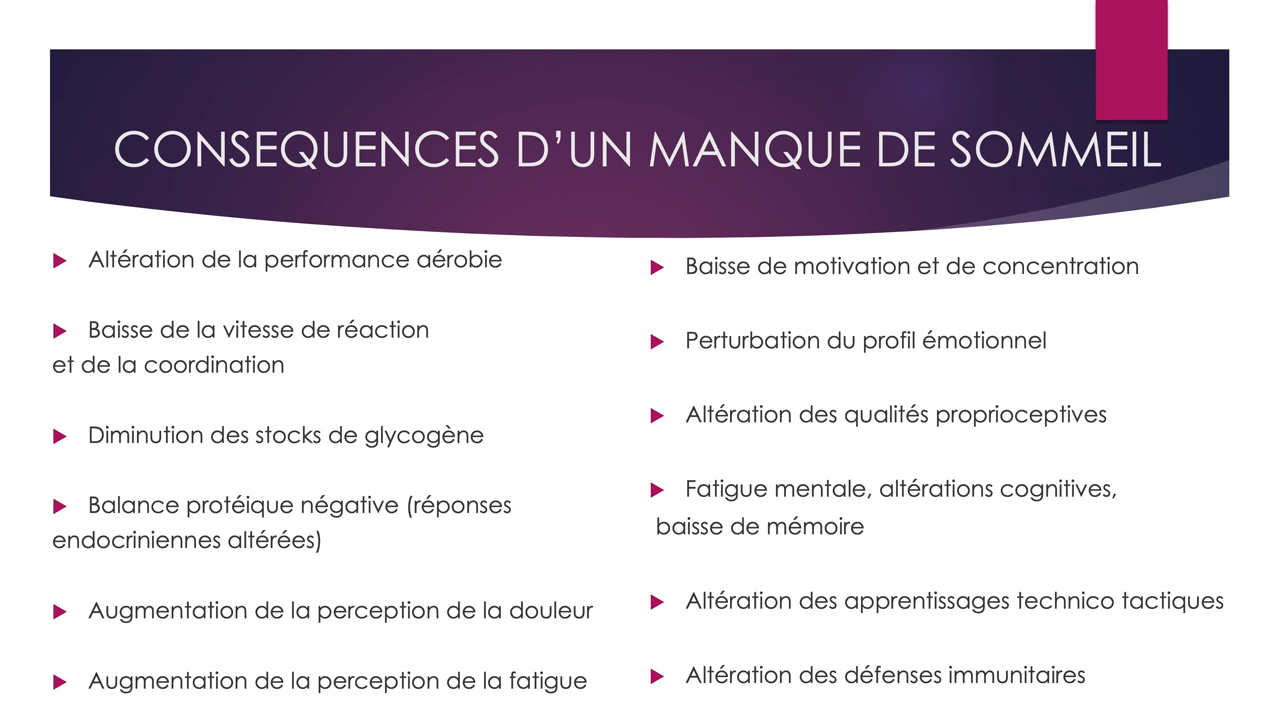 CONSEQUENCES D’UN MANQUE DE SOMMEIL
Altération de la performance aérobie
Baisse de la vitesse de réaction
et de la coordination
Diminution des stocks de glycogène
Balance protéique négative (réponses
endocriniennes altérées)
Augmentation de la perception de la douleur
Augmentation de la perception de la fatigue
Baisse de motivation et de concentration
Perturbation du profil émotionnel
Altération des qualités proprioceptives
Fatigue mentale, altérations cognitives,
baisse de mémoire
Altération des apprentissages technico tactiques
Altération des défenses immunitaires